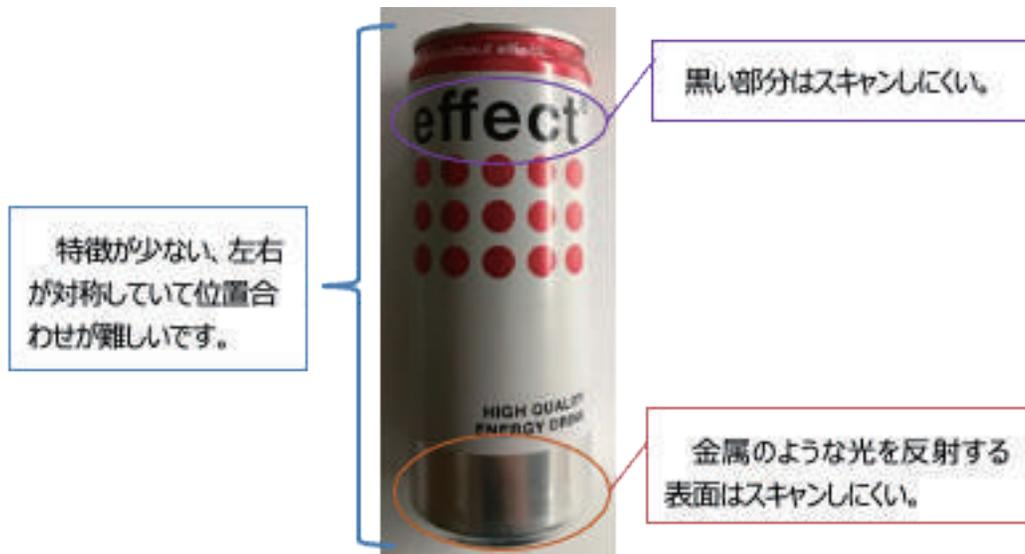 黒い部分はスキャンしにくい。
effect
特徴が少ない、左右
が対称していて位置合
わせが難しいです。
HIGH QUALITY
ENERGY DRINK
金属のような光を反射する
表面はスキャンしにくい。